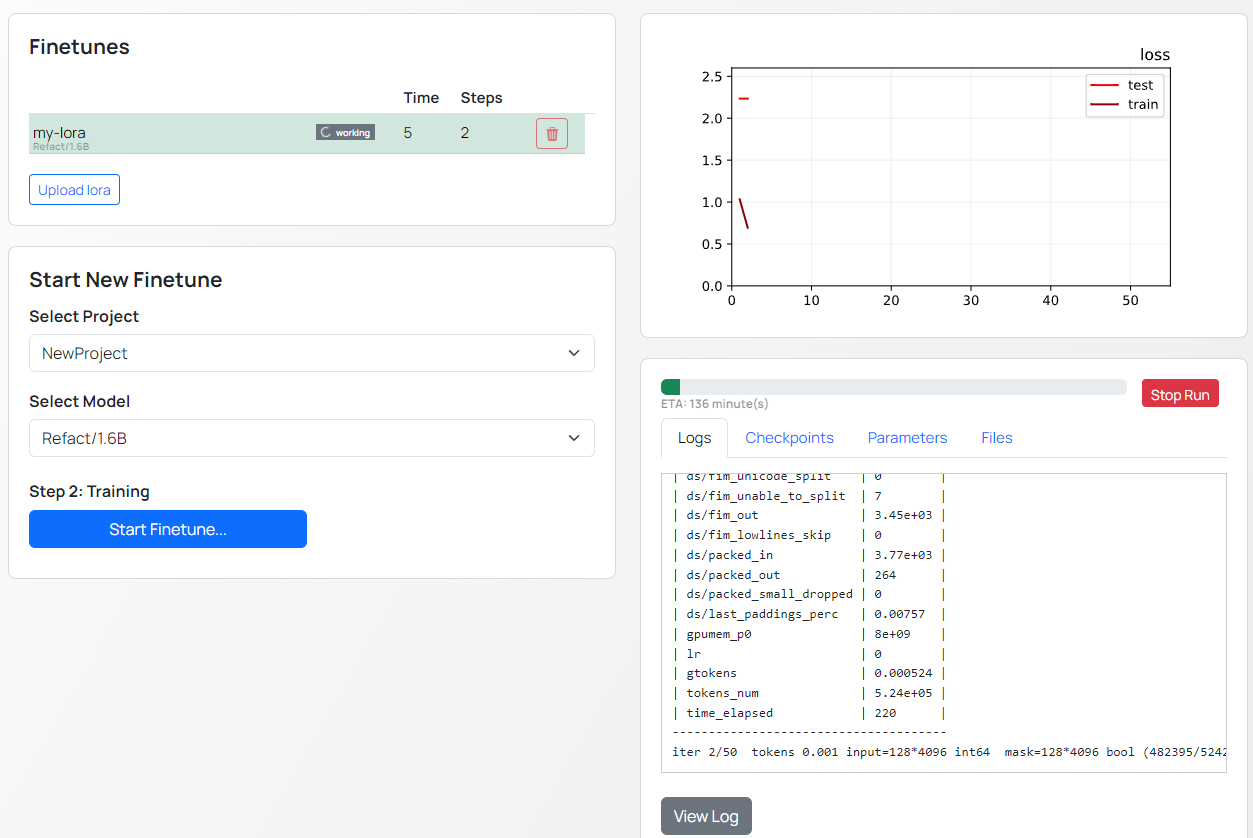 Finetunes
Time Steps
my-lora working 5 2
Refact/1.6B
Upload lora
Start New Finetune
Select Project
NewProject
Select Model
Refact/1.6B
Step 2: Training
Start Finetune...
loss
test
train
2.5
2.0
1.5
1.0
0.5
0.0
0 10 20 30 40 50
ETA: 136 minute(s)
Stop Run
Logs Checkpoints Parameters Files
| ds/fim_unicode_split | 0 |
| ds/fim_unable_to_split | 7 |
| ds/fim_out | 3.45e+03 |
| ds/fim_lowlines_skip | 0 |
| ds/packed_in | 3.77e+03 |
| ds/packed_out | 264 |
| ds/packed_small_dropped | 0 |
| ds/last_paddings_perc | 0.00757 |
| gpumem_p0 | 8e+09 |
| lr | 0 |
| gtokens | 0.000524 |
| tokens_num | 5.24e+05 |
| time_elapsed | 220 |
--------------------------------------
iter 2/50 tokens 0.001 input=128*4096 int64 mask=128*4096 bool (482395/5242
View Log